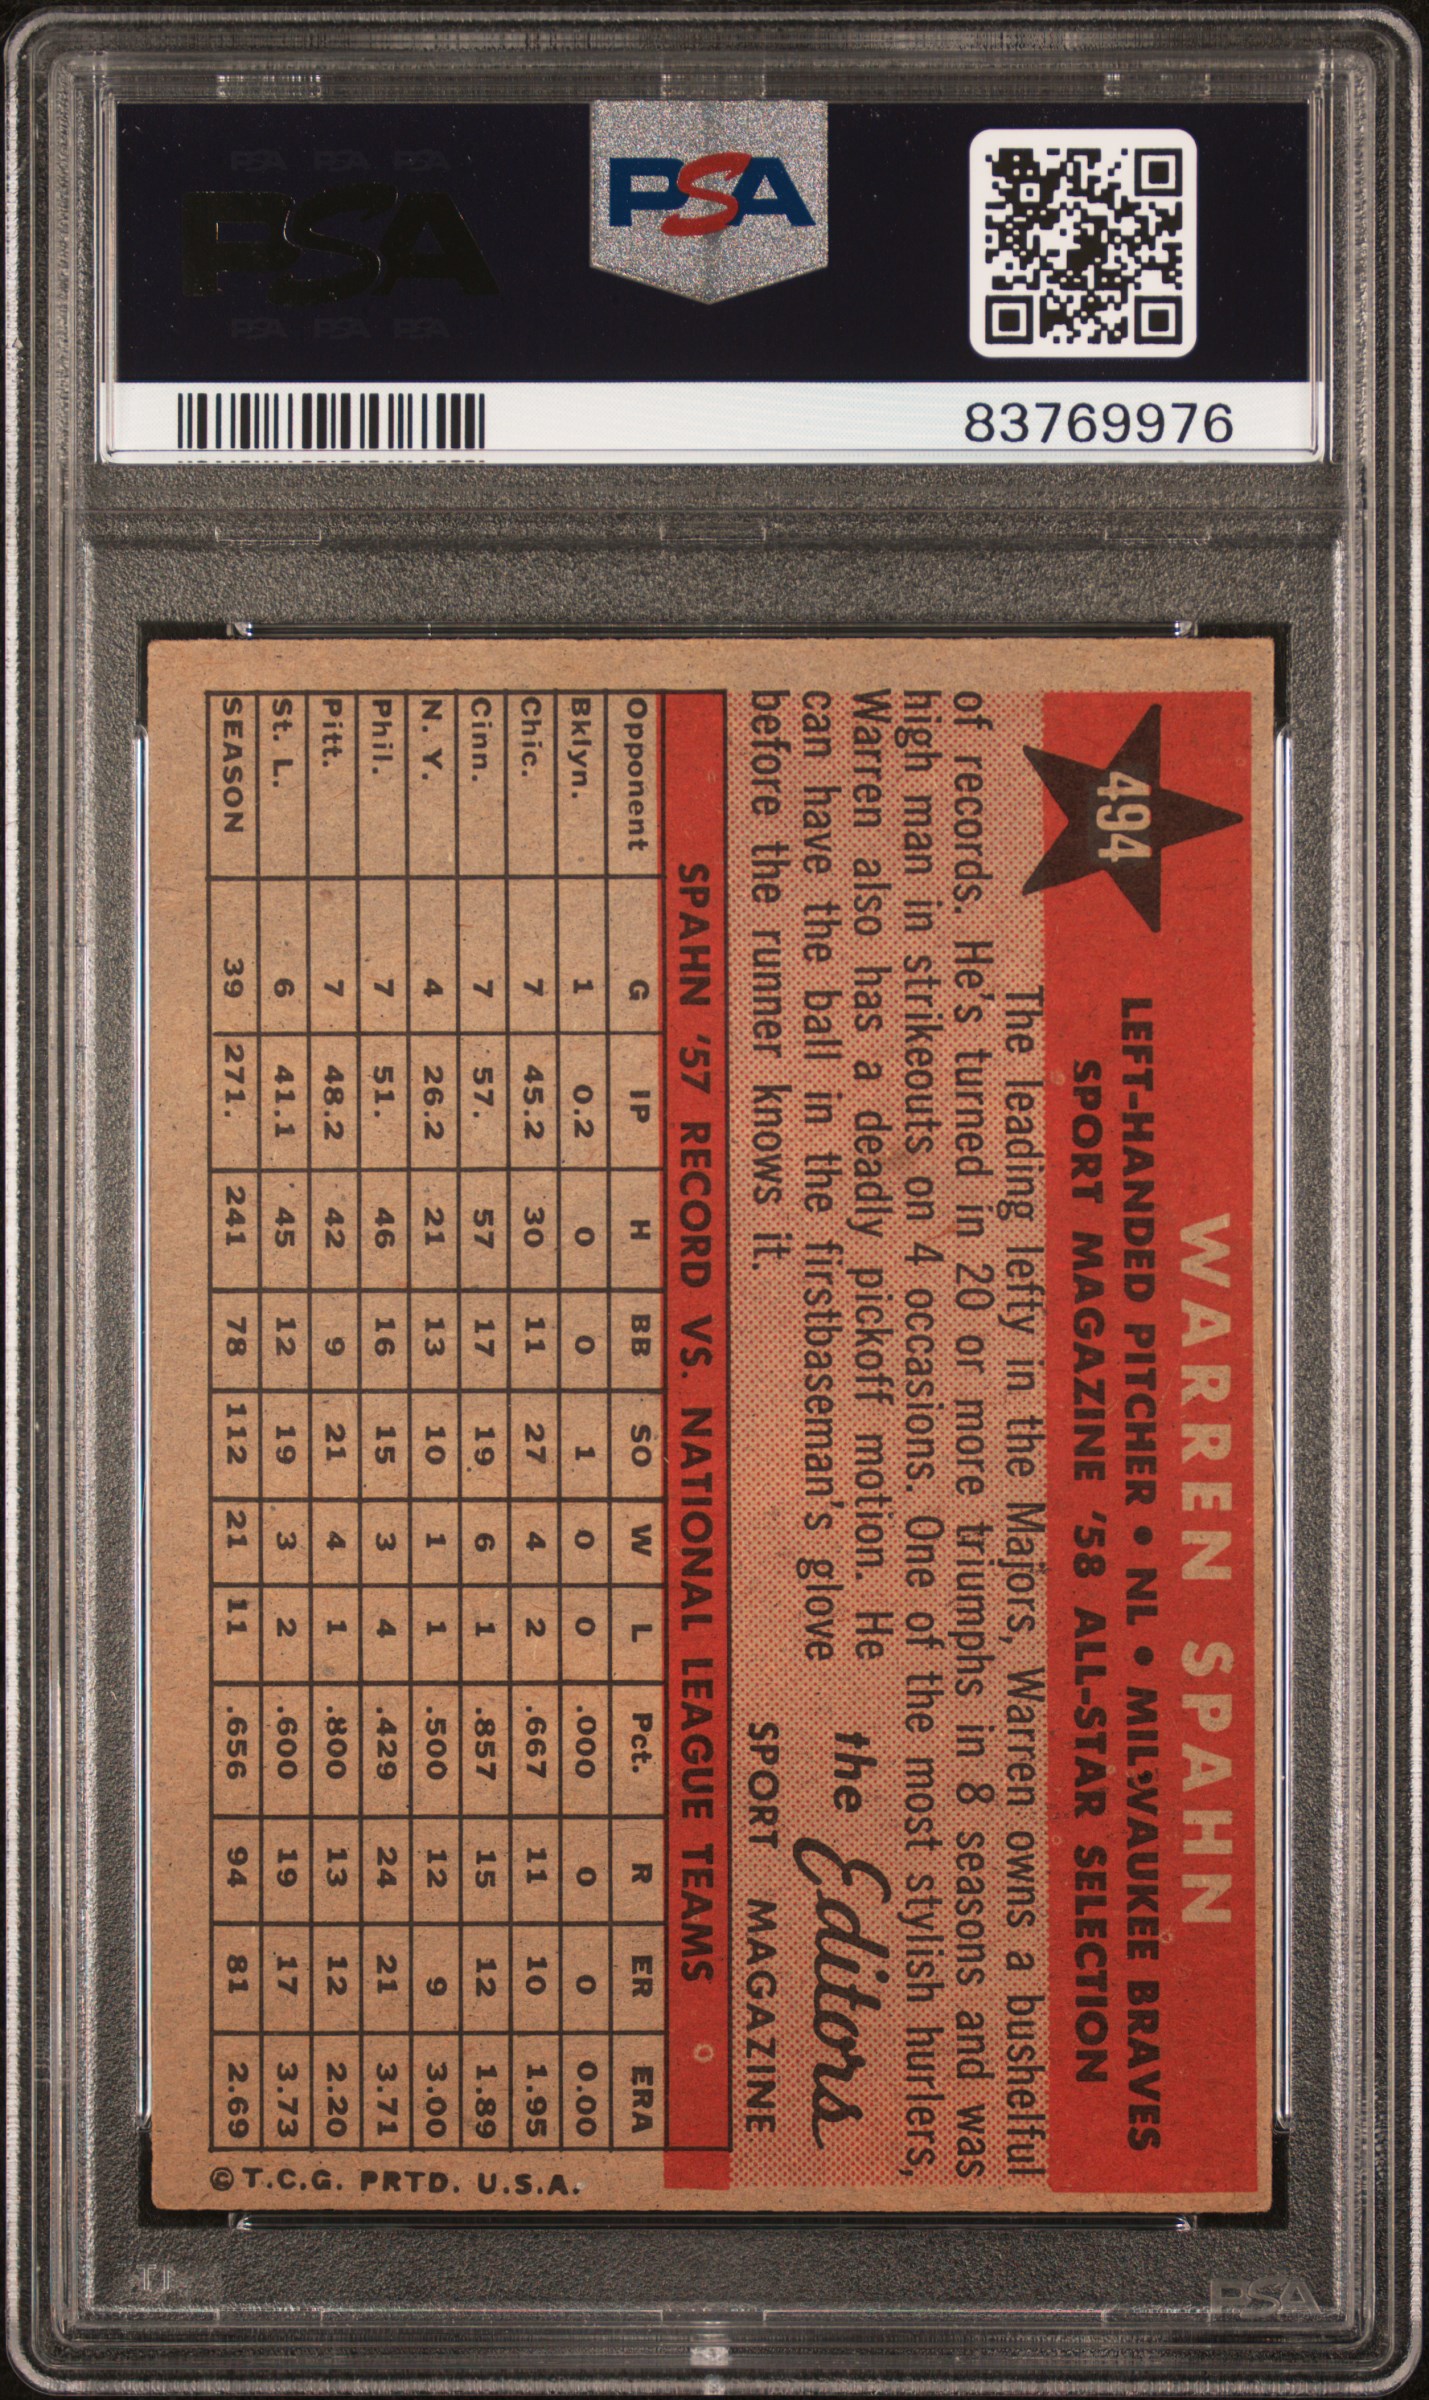 PSA PSA PSA
PSA
PSA PSA PSA
PSA
83769976
494
WARREN SPAHN
LEFT-HANDED PITCHER • NL • MILWAUKEE BRAVES
SPORT MAGAZINE '58 ALL-STAR SELECTION
The leading lefty in the Majors, Warren owns a bushelful
of records. He's turned in 20 or more triumphs in 8 seasons and was
high man in strikeouts on 4 occasions. One of the most stylish hurlers,
Warren also has a deadly pickoff motion. He
can have the ball in the firstbaseman's glove
before the runner knows it.
the Editors
SPORT MAGAZINE
SPAHN '57 RECORD VS. NATIONAL LEAGUE TEAMS
Opponent G IP H BB SO W L Pct. R ER ERA
Bklyn. 1 0.2 0 0 1 0 0 .000 0 0 0.00
Chic. 7 45.2 30 11 27 4 2 .667 11 10 1.95
Cinn. 7 57. 57 17 19 6 1 .857 15 12 1.89
N. Y. 4 26.2 21 13 10 1 1 .500 12 9 3.00
Phil. 7 51. 46 16 15 3 4 .429 24 21 3.71
Pitt. 7 48.2 42 9 21 4 1 .800 13 12 2.20
St. L. 6 41.1 45 12 19 3 2 .600 19 17 3.73
SEASON 39 271. 241 78 112 21 11 .656 94 81 2.69
©T.C.G. PRTD. U.S.A.
PSA